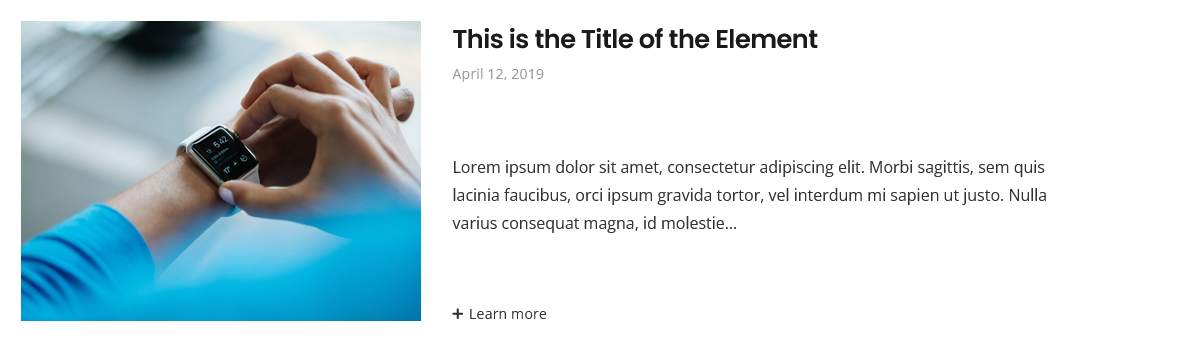 This is the Title of the Element
April 12, 2019
Lorem ipsum dolor sit amet, consectetur adipiscing elit. Morbi sagittis, sem quis
lacinia faucibus, orci ipsum gravida tortor, vel interdum mi sapien ut justo. Nulla
varius consequat magna, id molestie...
Learn more
5:42